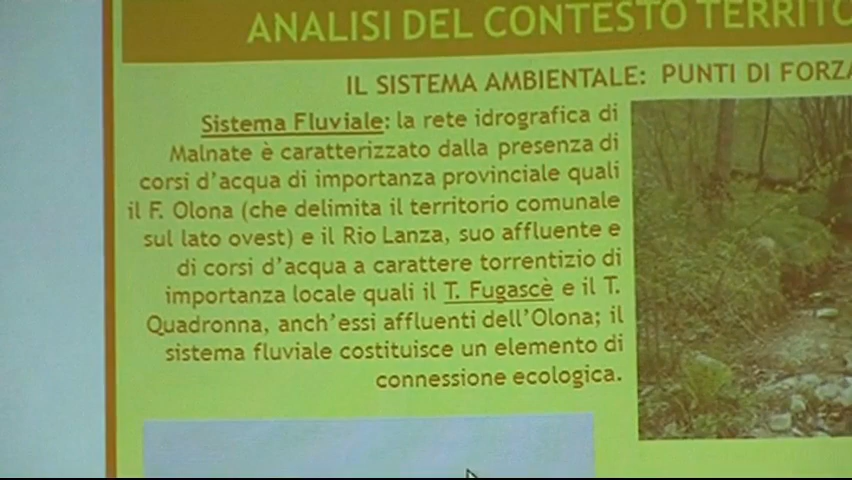 ANALISI DEL CONTESTO TERRITO
IL SISTEMA AMBIENTALE: PUNTI DI FORZA
Sistema Fluviale: la rete idrografica di
Malnate è caratterizzato dalla presenza di
corsi d'acqua di importanza provinciale quali
il F. Olona (che delimita il territorio comunale
sul lato ovest) e il Rio Lanza, suo affluente e
di corsi d'acqua a carattere torrentizio di
importanza locale quali il T. Fugascè e il T.
Quadronna, anch'essi affluenti dell'Olona; il
sistema fluviale costituisce un elemento di
connessione ecologica.